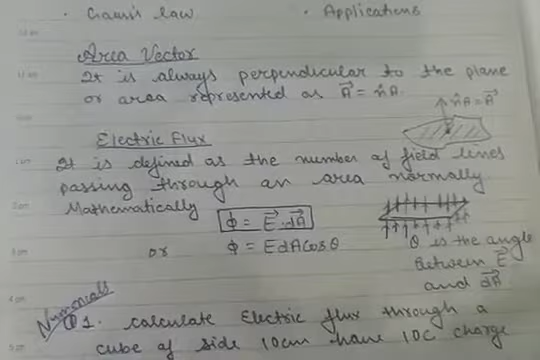 • Gauss's law • Applications
Area Vector
It is always perpendicular to the plane
or area represented as A⃗ = n̂A.
n̂A = A⃗
Electric Flux
It is defined as the number of field lines
passing through an area normally.
Mathematically ϕ = E⃗.dA⃗
or ϕ = EdACosθ
θ is the angle
between E⃗
and dA⃗
Numericals
Q1. Calculate Electric flux through a
cube of side 10cm have 10C charge